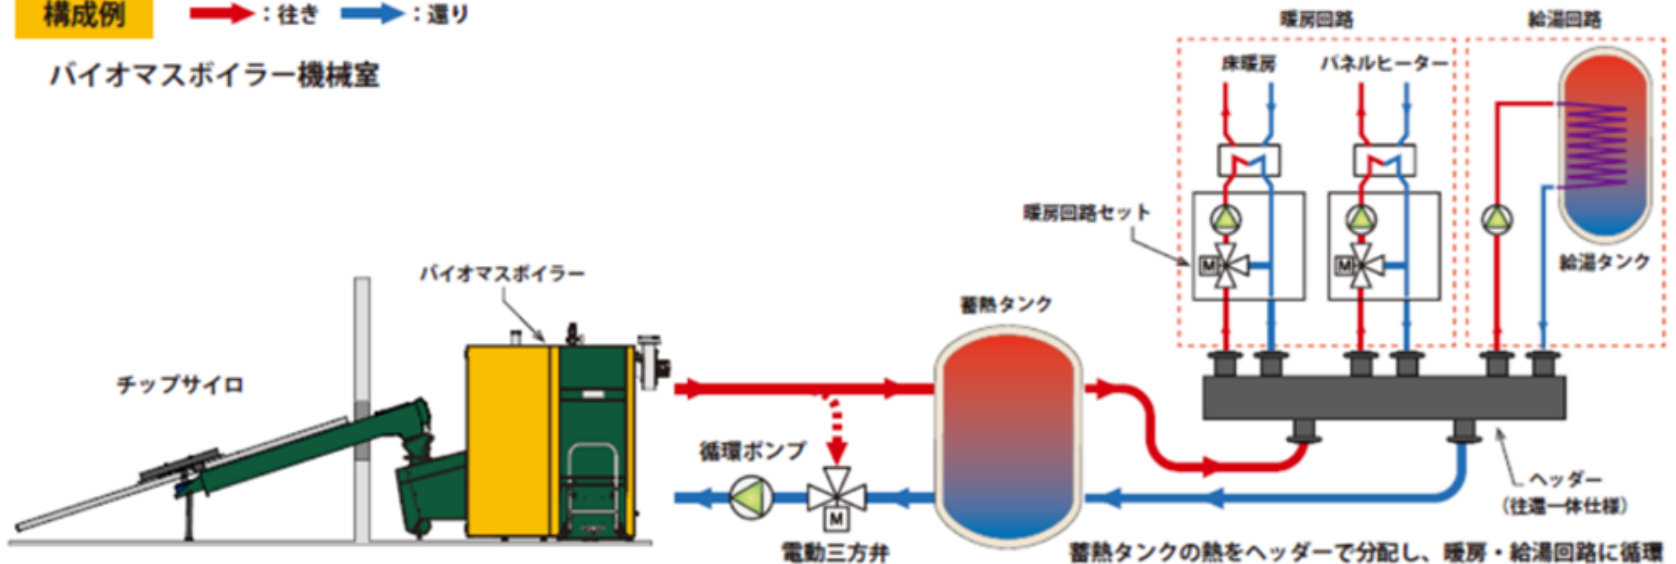 構成例
：往き
：還り
バイオマスボイラー機械室
暖房回路
給湯回路
床暖房
パネルヒーター
暖房回路セット
M
M
給湯タンク
バイオマスボイラー
蓄熱タンク
チップサイロ
循環ポンプ
M
電動三方弁
ヘッダー
（往還一体仕様）
蓄熱タンクの熱をヘッダーで分配し、暖房・給湯回路に循環